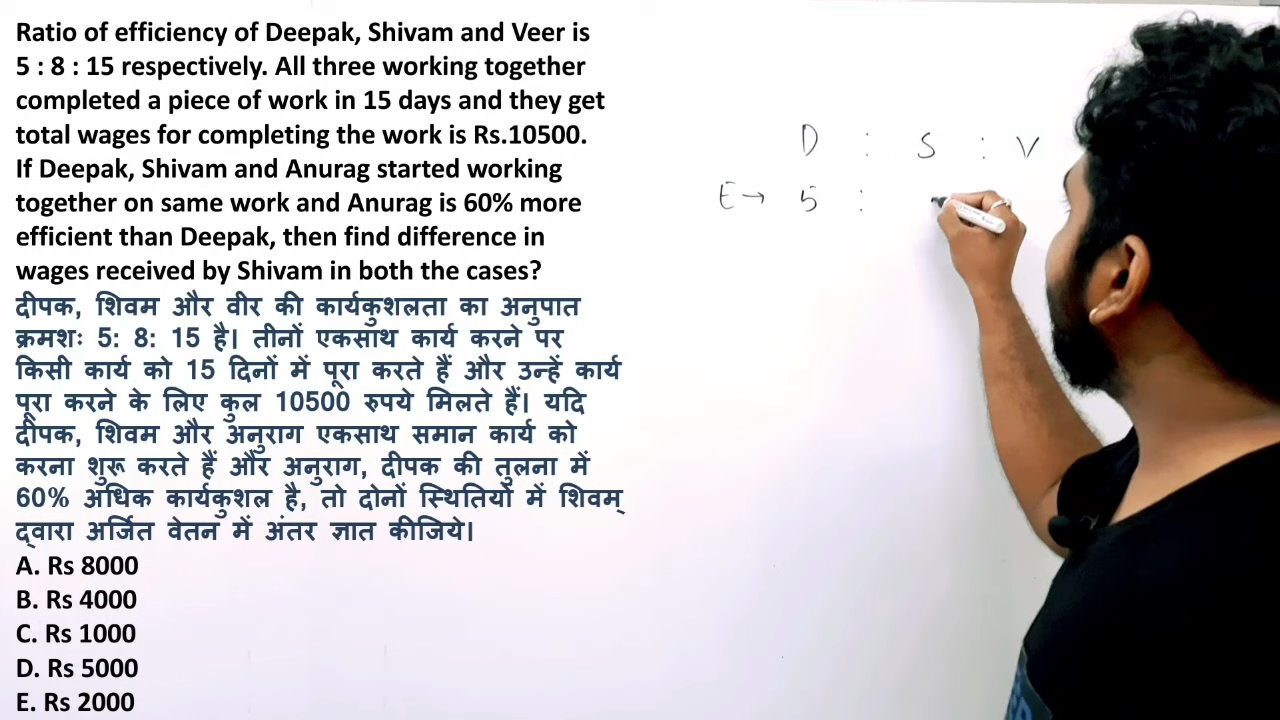 Ratio of efficiency of Deepak, Shivam and Veer is
5 : 8 : 15 respectively. All three working together
completed a piece of work in 15 days and they get
total wages for completing the work is Rs.10500.
If Deepak, Shivam and Anurag started working
together on same work and Anurag is 60% more
efficient than Deepak, then find difference in
wages received by Shivam in both the cases?
दीपक, शिवम और वीर की कार्यकुशलता का अनुपात
क्रमशः 5: 8: 15 है। तीनों एकसाथ कार्य करने पर
किसी कार्य को 15 दिनों में पूरा करते हैं और उन्हें कार्य
पूरा करने के लिए कुल 10500 रुपये मिलते हैं। यदि
दीपक, शिवम और अनुराग एकसाथ समान कार्य को
करना शुरू करते हैं और अनुराग, दीपक की तुलना में
60% अधिक कार्यकुशल है, तो दोनों स्थितियों में शिवम्
द्वारा अर्जित वेतन में अंतर ज्ञात कीजिये।
A. Rs 8000
B. Rs 4000
C. Rs 1000
D. Rs 5000
E. Rs 2000
D : S : V
E→ 5 :